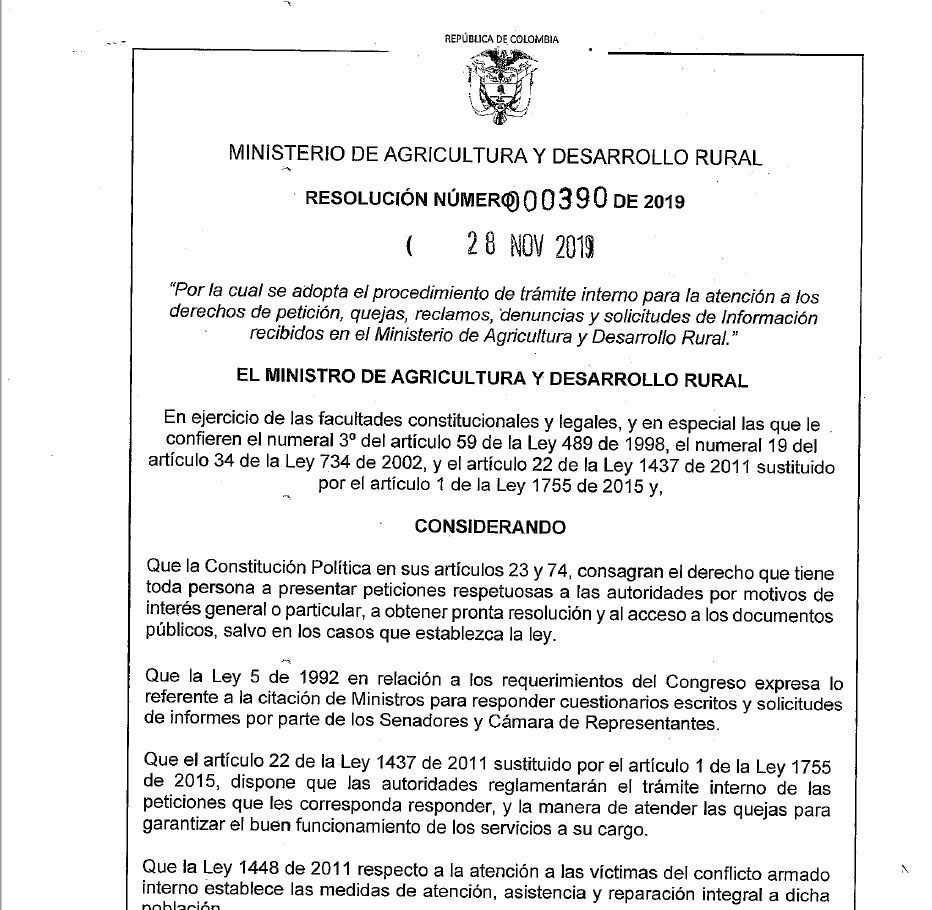 REPÚBLICA DE COLOMBIA
MINISTERIO DE AGRICULTURA Y DESARROLLO RURAL
RESOLUCIÓN NÚMERO 000390 DE 2019
( 28 NOV 2019
"Por la cual se adopta el procedimiento de trámite interno para la atención a los
derechos de petición, quejas, reclamos, denuncias y solicitudes de Información
recibidos en el Ministerio de Agricultura y Desarrollo Rural."
EL MINISTRO DE AGRICULTURA Y DESARROLLO RURAL
En ejercicio de las facultades constitucionales y legales, y en especial las que le
confieren el numeral 3º del artículo 59 de la Ley 489 de 1998, el numeral 19 del
artículo 34 de la Ley 734 de 2002, y el artículo 22 de la Ley 1437 de 2011 sustituido
por el artículo 1 de la Ley 1755 de 2015 y,
CONSIDERANDO
Que la Constitución Política en sus artículos 23 y 74, consagran el derecho que tiene
toda persona a presentar peticiones respetuosas a las autoridades por motivos de
interés general o particular, a obtener pronta resolución y al acceso a los documentos
públicos, salvo en los casos que establezca la ley.
Que la Ley 5 de 1992 en relación a los requerimientos del Congreso expresa lo
referente a la citación de Ministros para responder cuestionarios escritos y solicitudes
de informes por parte de los Senadores y Cámara de Representantes.
Que el artículo 22 de la Ley 1437 de 2011 sustituido por el artículo 1 de la Ley 1755
de 2015, dispone que las autoridades reglamentarán el trámite interno de las
peticiones que les corresponda responder, y la manera de atender las quejas para
garantizar el buen funcionamiento de los servicios a su cargo.
Que la Ley 1448 de 2011 respecto a la atención a las víctimas del conflicto armado
interno establece las medidas de atención, asistencia y reparación integral a dicha
población